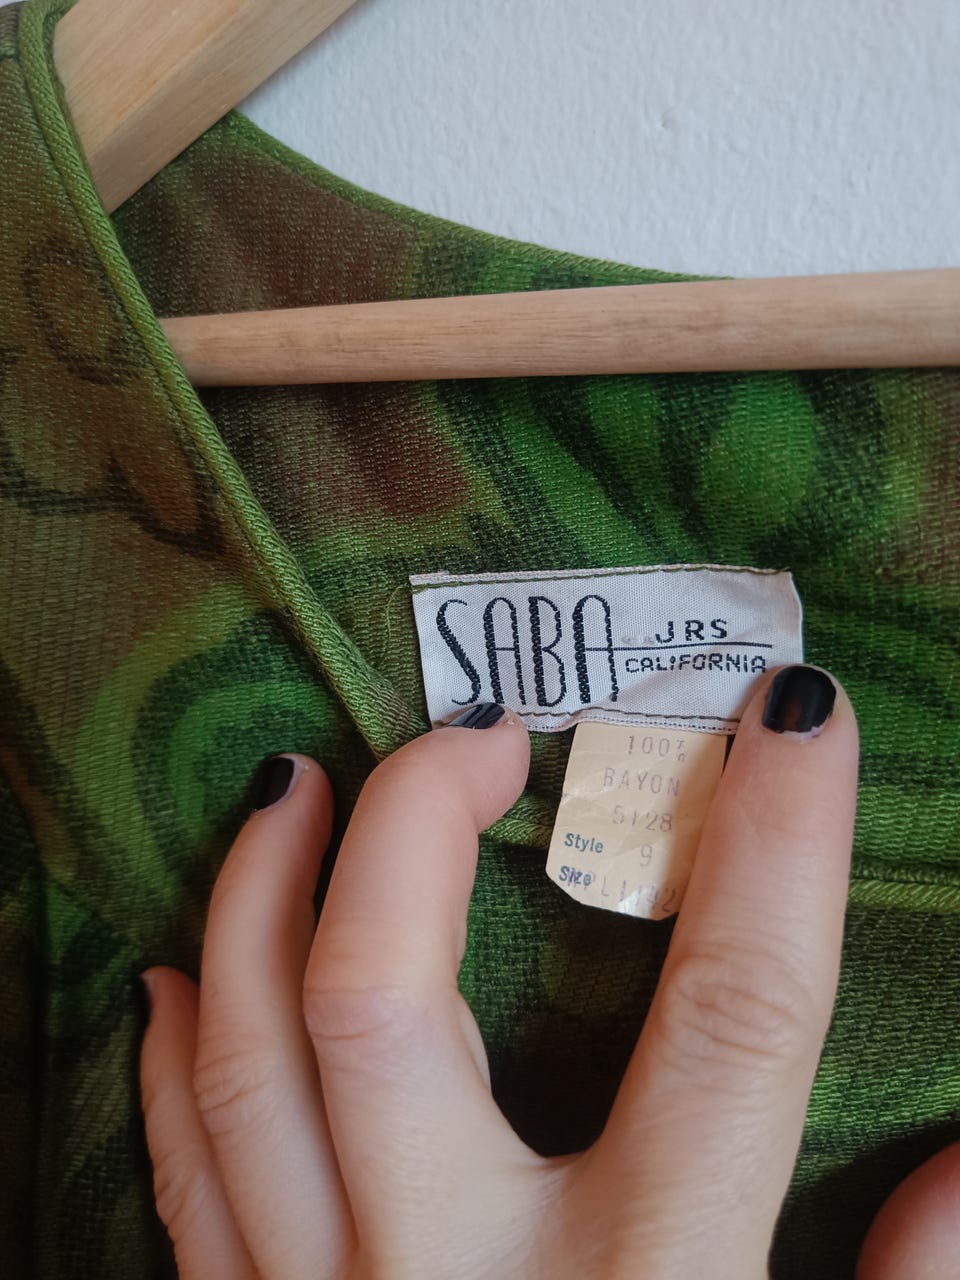 SABA
JRS
CALIFORNIA
100%
RAYON
5128
Style 9
Size